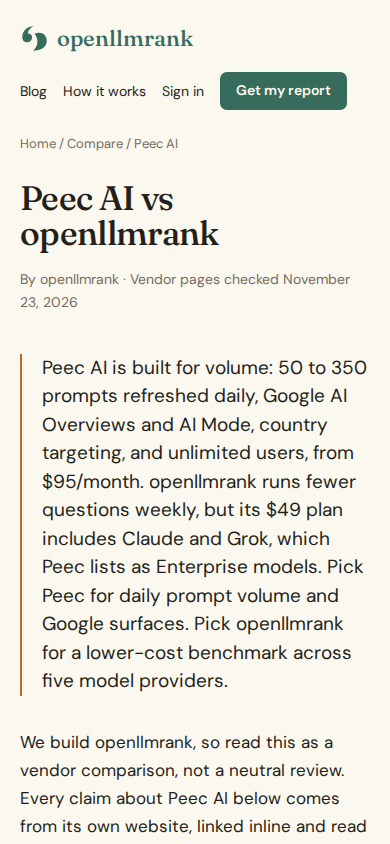 openllmrank
Blog How it works Sign in Get my report
Home / Compare / Peec AI
Peec AI vs
openllmrank
By openllmrank · Vendor pages checked November
23, 2026
Peec AI is built for volume: 50 to 350
prompts refreshed daily, Google AI
Overviews and AI Mode, country
targeting, and unlimited users, from
$95/month. openllmrank runs fewer
questions weekly, but its $49 plan
includes Claude and Grok, which
Peec lists as Enterprise models. Pick
Peec for daily prompt volume and
Google surfaces. Pick openllmrank
for a lower-cost benchmark across
five model providers.
We build openllmrank, so read this as a
vendor comparison, not a neutral review.
Every claim about Peec AI below comes
from its own website, linked inline and read